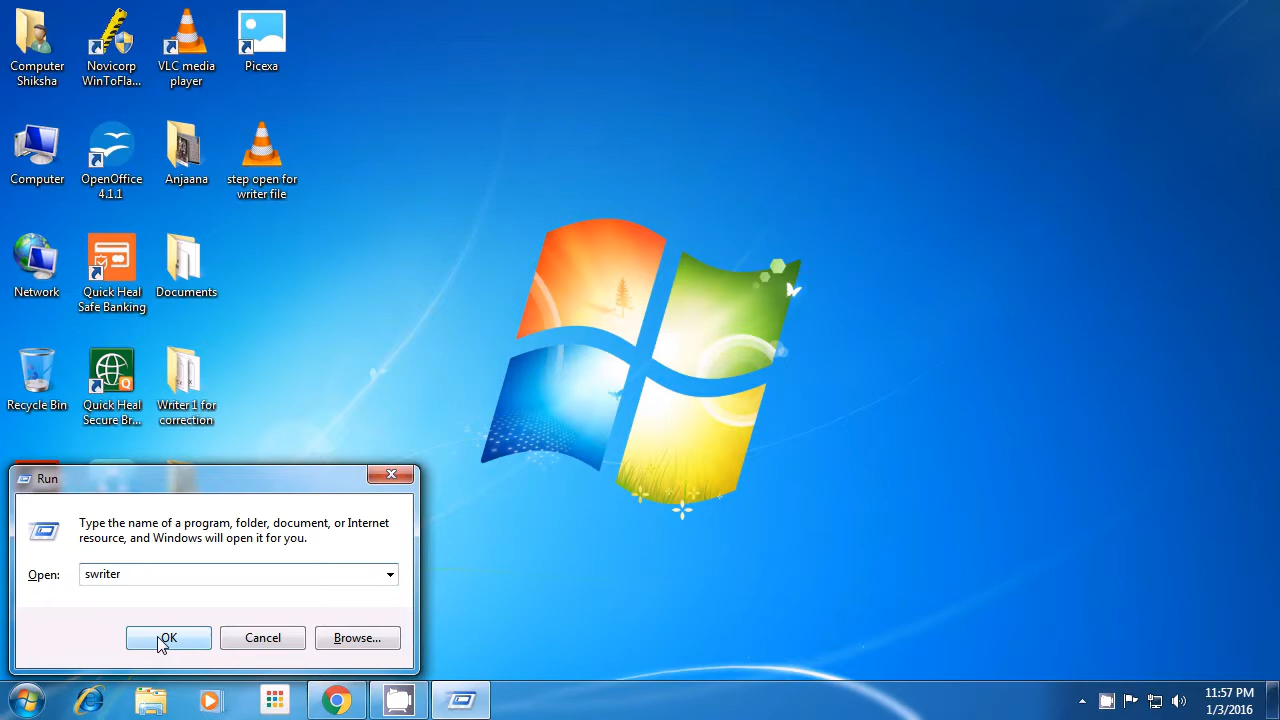 Computer
Shiksha
Novicorp
WinToFla...
VLC media
player
Picexa
Computer
OpenOffice
4.1.1
Anjaana
step open for
writer file
Network
Quick Heal
Safe Banking
Documents
Recycle Bin
Quick Heal
Secure Br...
Writer 1 for
correction
Run
Type the name of a program, folder, document, or Internet
resource, and Windows will open it for you.
Open:
swriter
OK
Cancel
Browse...
11:57 PM
1/3/2016